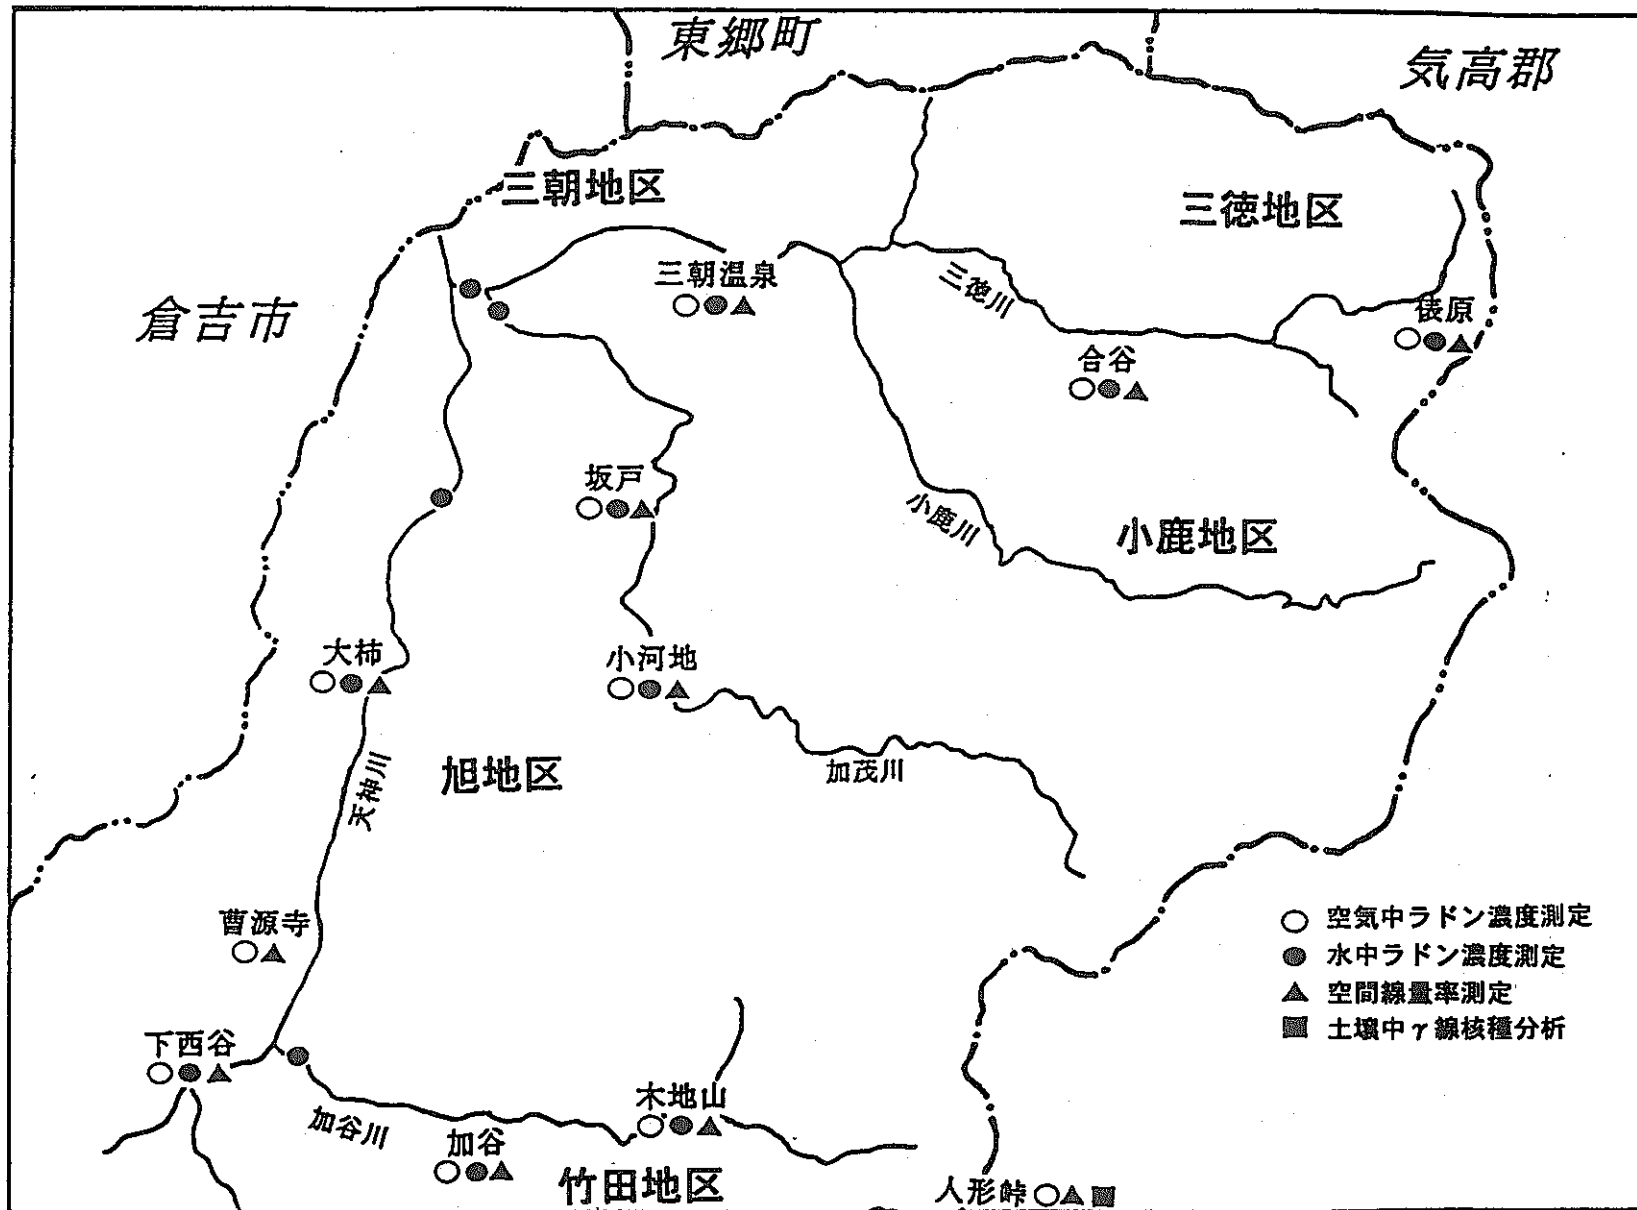 東郷町
気高郡
三朝地区
三徳地区
倉吉市
三朝温泉
三徳川
俵原
合谷
坂戸
小鹿川
小鹿地区
大柿
小河地
旭地区
天神川
加茂川
曹源寺
空気中ラドン濃度測定
水中ラドン濃度測定
空間線量率測定
土壌中γ線核種分析
下西谷
木地山
加谷川
加谷
竹田地区
人形峠